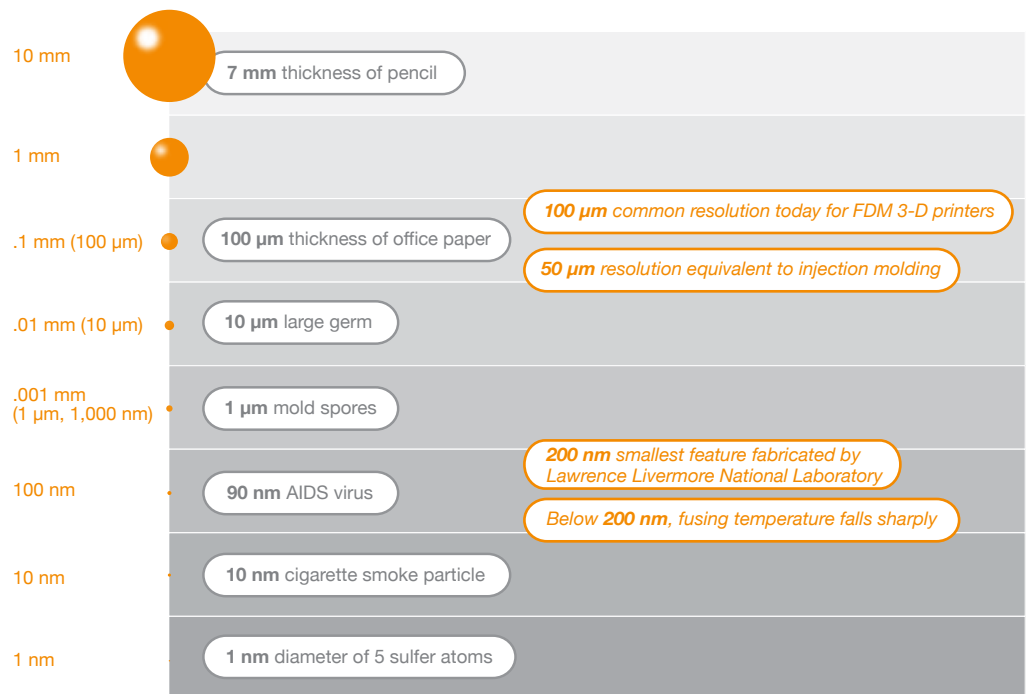 10 mm
7 mm thickness of pencil
1 mm
100 µm common resolution today for FDM 3-D printers
.1 mm (100 µm)
100 µm thickness of office paper
50 µm resolution equivalent to injection molding
.01 mm (10 µm)
10 µm large germ
.001 mm
(1 µm, 1,000 nm)
1 µm mold spores
200 nm smallest feature fabricated by
Lawrence Livermore National Laboratory
100 nm
90 nm AIDS virus
Below 200 nm, fusing temperature falls sharply
10 nm
10 nm cigarette smoke particle
1 nm
1 nm diameter of 5 sulfer atoms